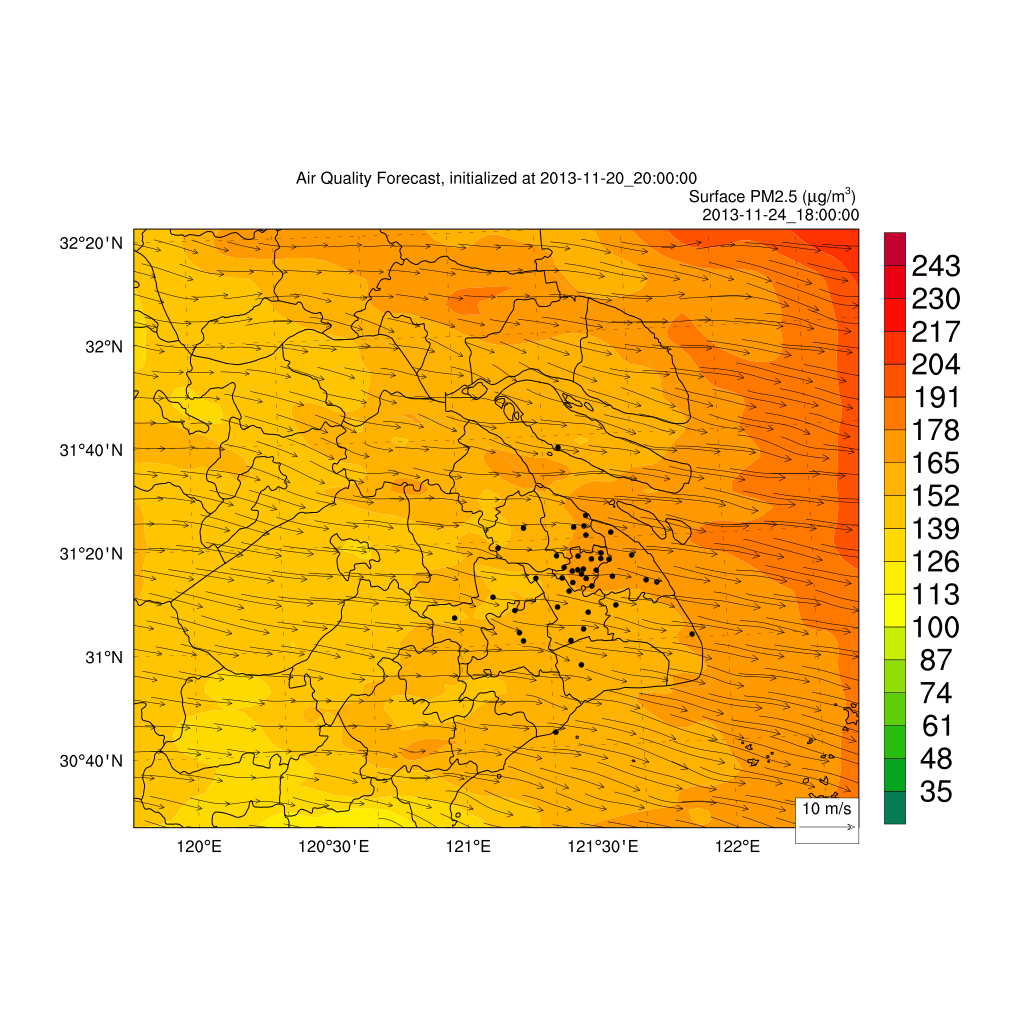 Air Quality Forecast, initialized at 2013-11-20_20:00:00
Surface PM2.5 (μg/m³)
2013-11-24_18:00:00
32°20'N
32°N
31°40'N
31°20'N
31°N
30°40'N
120°E
120°30'E
121°E
121°30'E
122°E
10 m/s
243
230
217
204
191
178
165
152
139
126
113
100
87
74
61
48
35